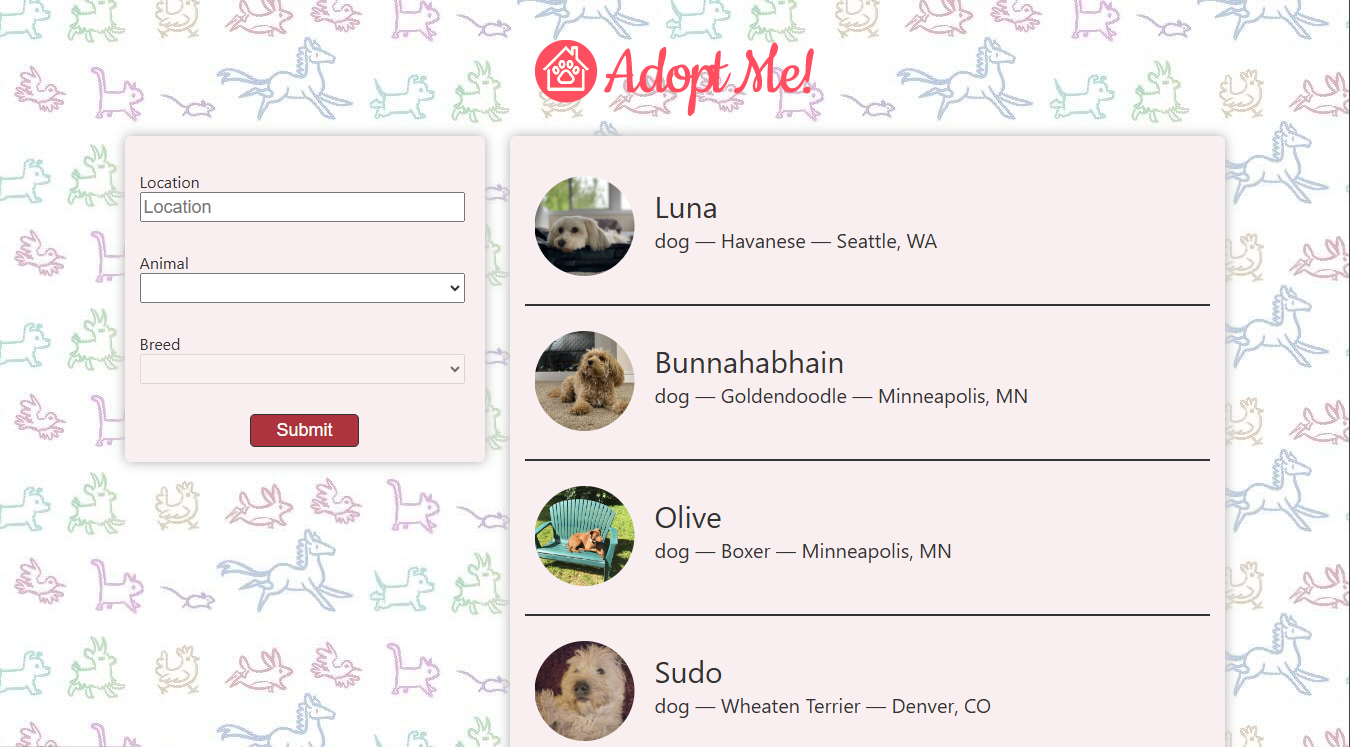 Adopt Me!
Location
Location
Animal
Breed
Submit
Luna
dog — Havanese — Seattle, WA
Bunnahabhain
dog — Goldendoodle — Minneapolis, MN
Olive
dog — Boxer — Minneapolis, MN
Sudo
dog — Wheaten Terrier — Denver, CO